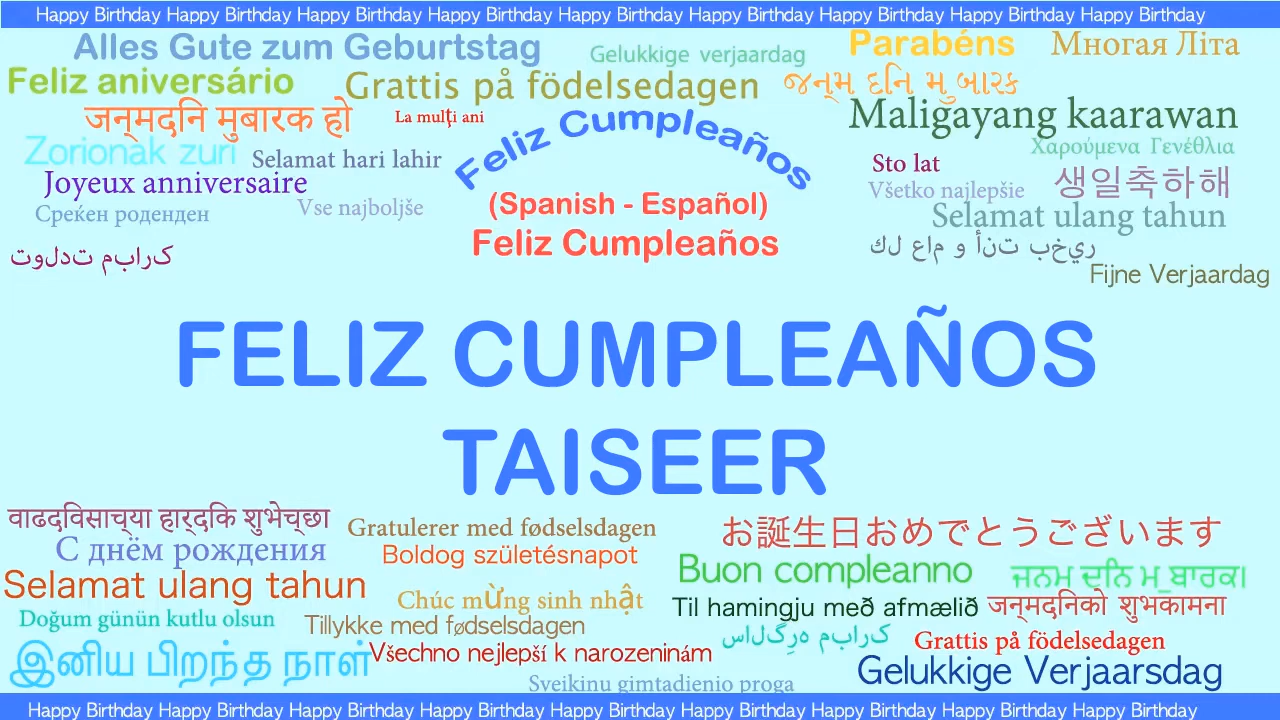 Happy Birthday Happy Birthday Happy Birthday Happy Birthday Happy Birthday Happy Birthday Happy Birthday Happy Birthday Happy Birthday
Alles Gute zum Geburtstag
Gelukkige verjaardag
Parabéns
Многая Літа
Feliz aniversário
Grattis på födelsedagen
જન્મ દિન મુબારક
जन्मदिन मुबारक हो
La mulţi ani
Feliz Cumpleaños
Maligayang kaarawan
Zorionak zuri
Selamat hari lahir
Sto lat
Χαρούμενα Γενέθλια
Joyeux anniversaire
(Spanish - Español)
Všetko najlepšie
생일축하해
Среќен роденден
Vse najboljše
Feliz Cumpleaños
Selamat ulang tahun
تولدت مبارک
كل عام و أنت بخير
Fijne Verjaardag
FELIZ CUMPLEAÑOS
TAISEER
वाढदिवसाच्या हार्दिक शुभेच्छा
Gratulerer med fødselsdagen
お誕生日おめでとうございます
С днём рождения
Boldog születésnapot
Buon compleanno
ਜਨਮ ਦਿਨ ਮੁਬਾਰਕ।
Selamat ulang tahun
Chúc mừng sinh nhật
Til hamingju með afmælið
जन्मदिनको शुभकामना
Doğum günün kutlu olsun
Tillykke med fødselsdagen
سالگرہ مبارک
Grattis på födelsedagen
இனிய பிறந்த நாள்
Všechno nejlepší k narozeninám
Gelukkige Verjaarsdag
Sveikinu gimtadienio proga
Happy Birthday Happy Birthday Happy Birthday Happy Birthday Happy Birthday Happy Birthday Happy Birthday Happy Birthday Happy Birthday